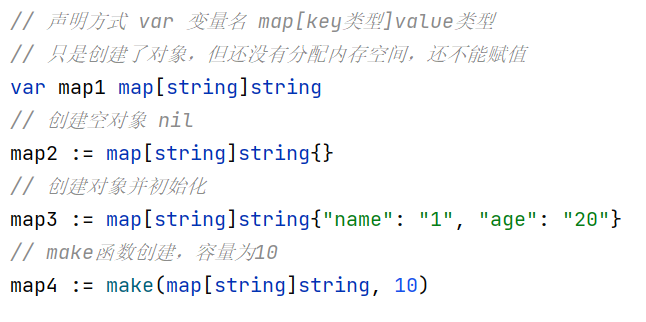 // 声明方式 var 变量名 map[key类型]value类型
// 只是创建了对象，但还没有分配内存空间，还不能赋值
var map1 map[string]string
// 创建空对象 nil
map2 := map[string]string{}
// 创建对象并初始化
map3 := map[string]string{"name": "1", "age": "20"}
// make函数创建，容量为10
map4 := make(map[string]string, 10)